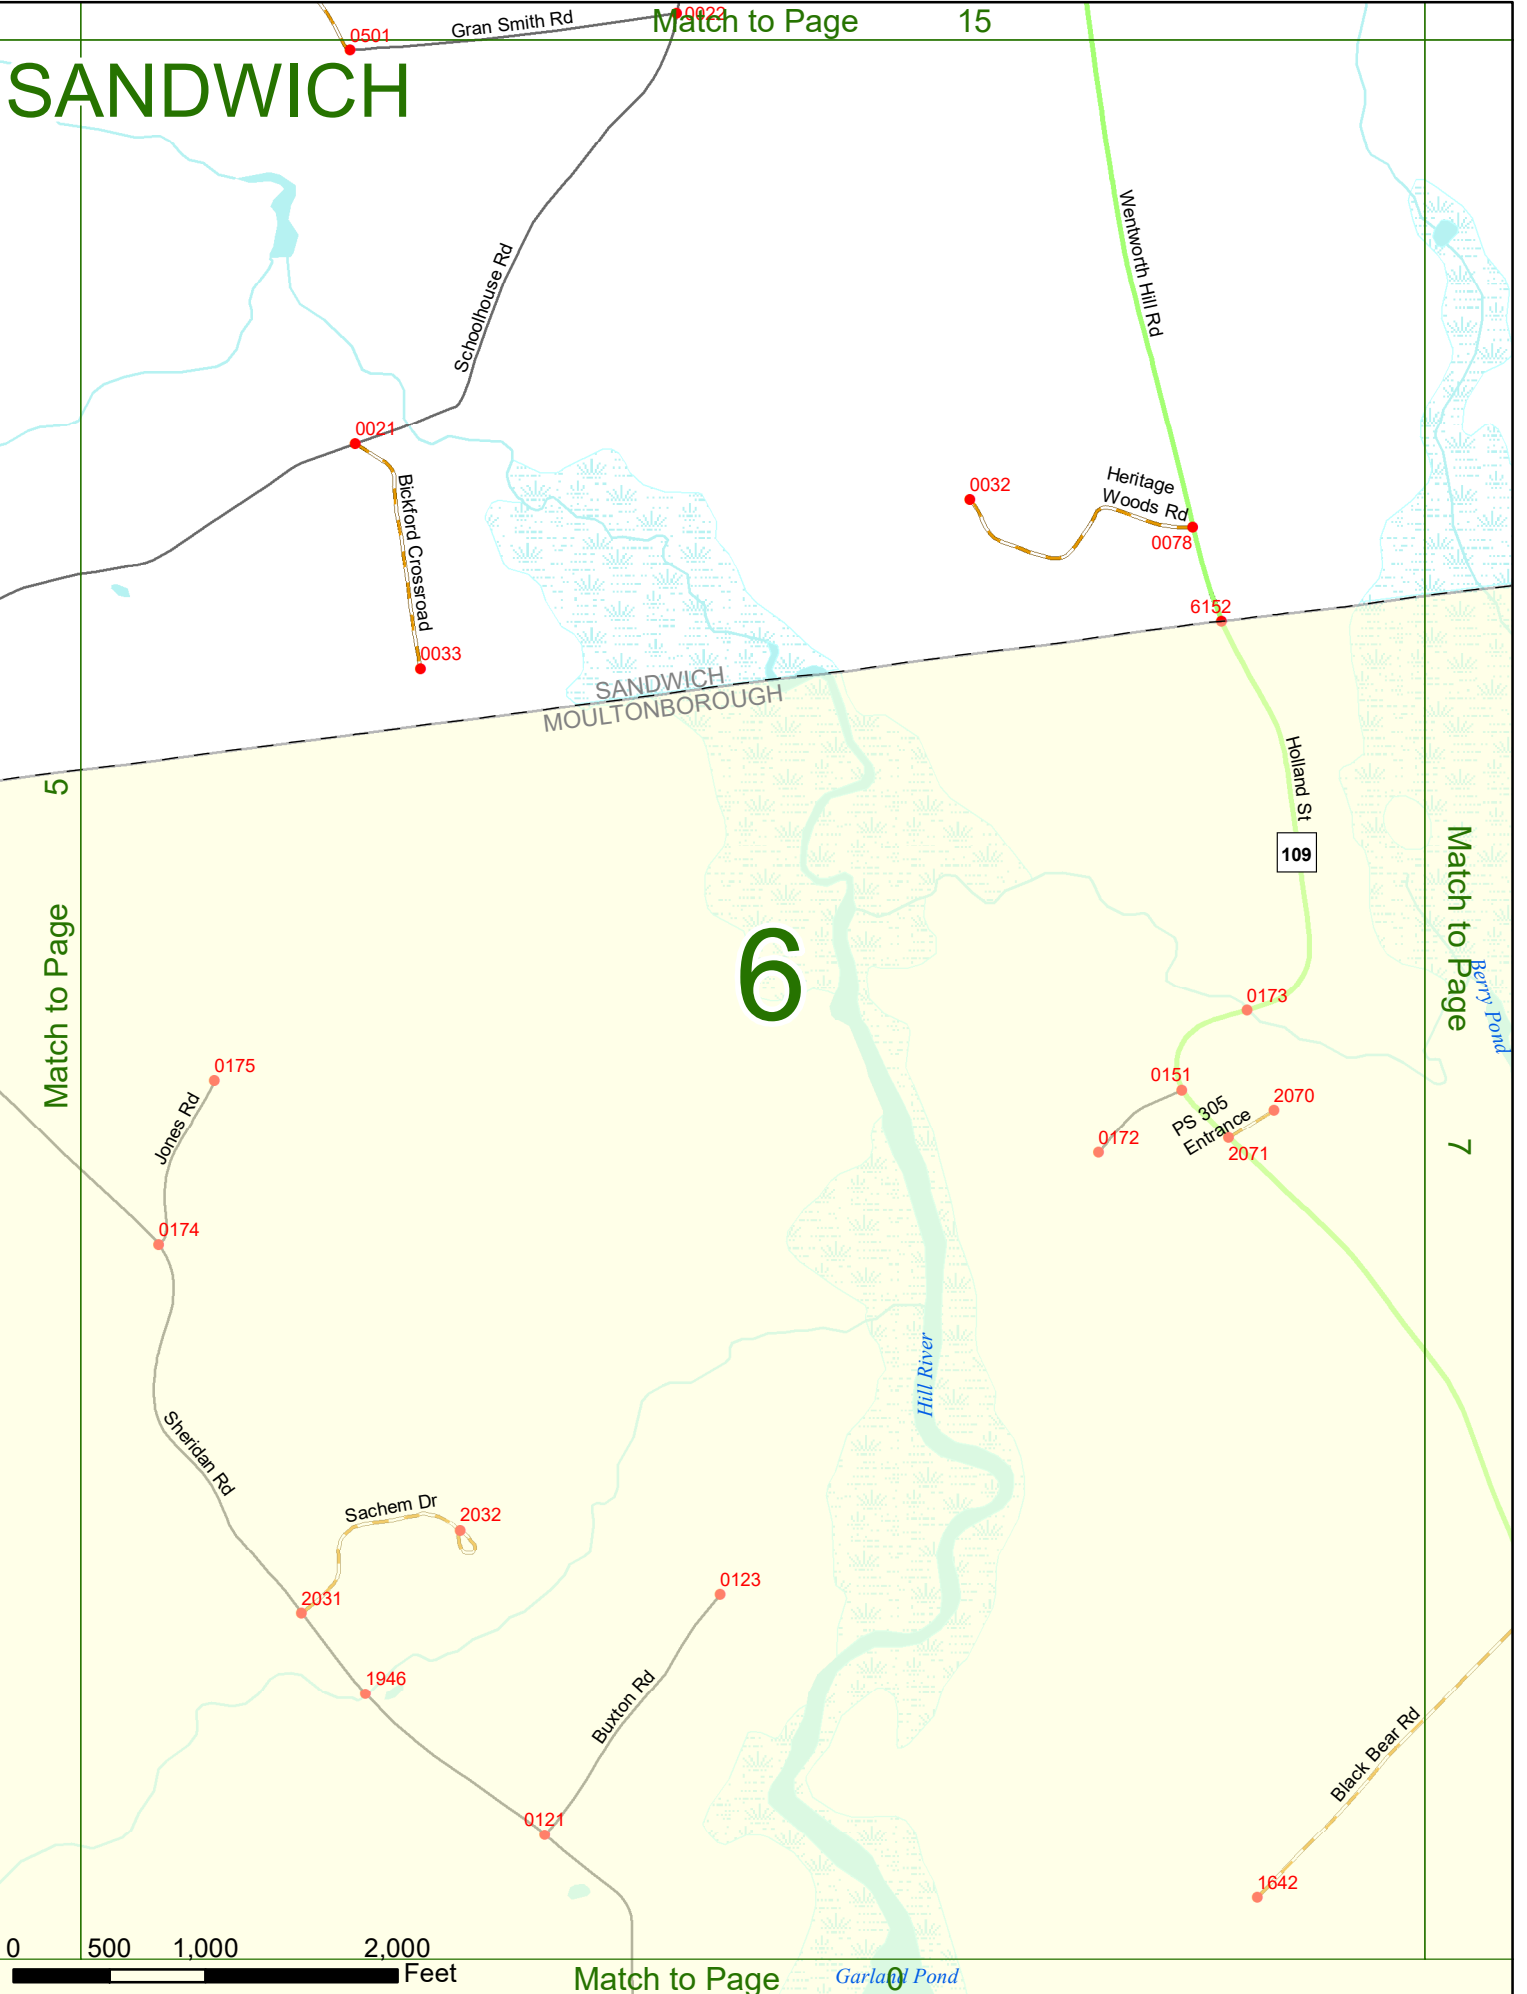 Gran Smith Rd
0022
Match to Page 15
0501
SANDWICH
Wentworth Hill Rd
Schoolhouse Rd
0021
Bickford Crossroad
0033
0032
Heritage
Woods Rd
0078
6152
SANDWICH
MOULTONBOROUGH
Holland St
109
5
Match to Page
6
Match to Page
7
Berry Pond
0173
0175
Jones Rd
0151
PS 305
Entrance
2070
2071
0172
0174
Hill River
Sheridan Rd
Sachem Dr
2032
2031
0123
1946
Buxton Rd
Black Bear Rd
0121
1642
0 500 1,000 2,000
Feet
Match to Page 0
Garland Pond